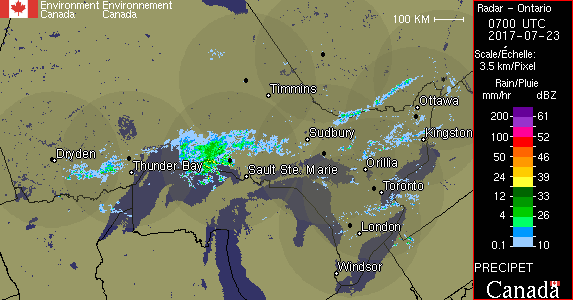 Environment Environnement
Canada Canada
100 KM
Timmins
Ottawa
Sudbury
Kingston
Dryden
Thunder Bay
Sault Ste. Marie
Orillia
Toronto
London
Windsor
Radar - Ontario
0700 UTC
2017-07-23
Scale/Échelle:
3.5 km/Pixel
Rain/Pluie
mm/hr dBZ
200 61
100 52
50 46
24 39
12 33
4 26
0.1 10
PRECIPET
Canada